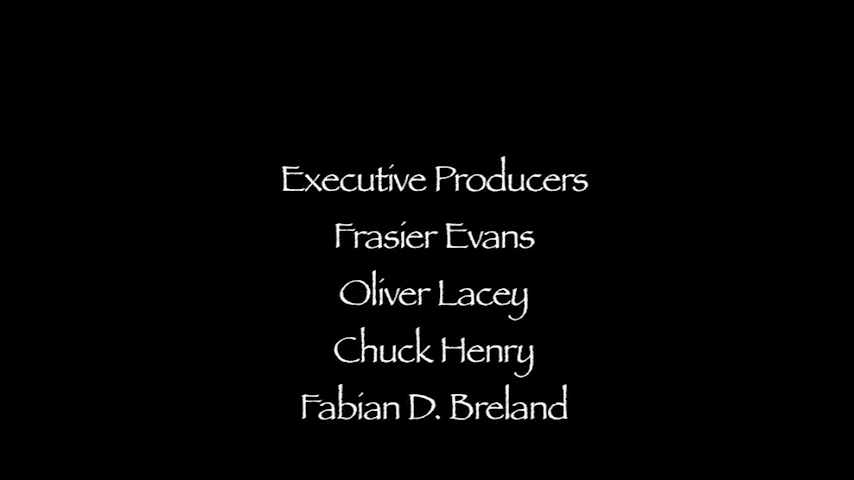 Executive Producers
Frasier Evans
Oliver Lacey
Chuck Henry
Fabian D. Breland